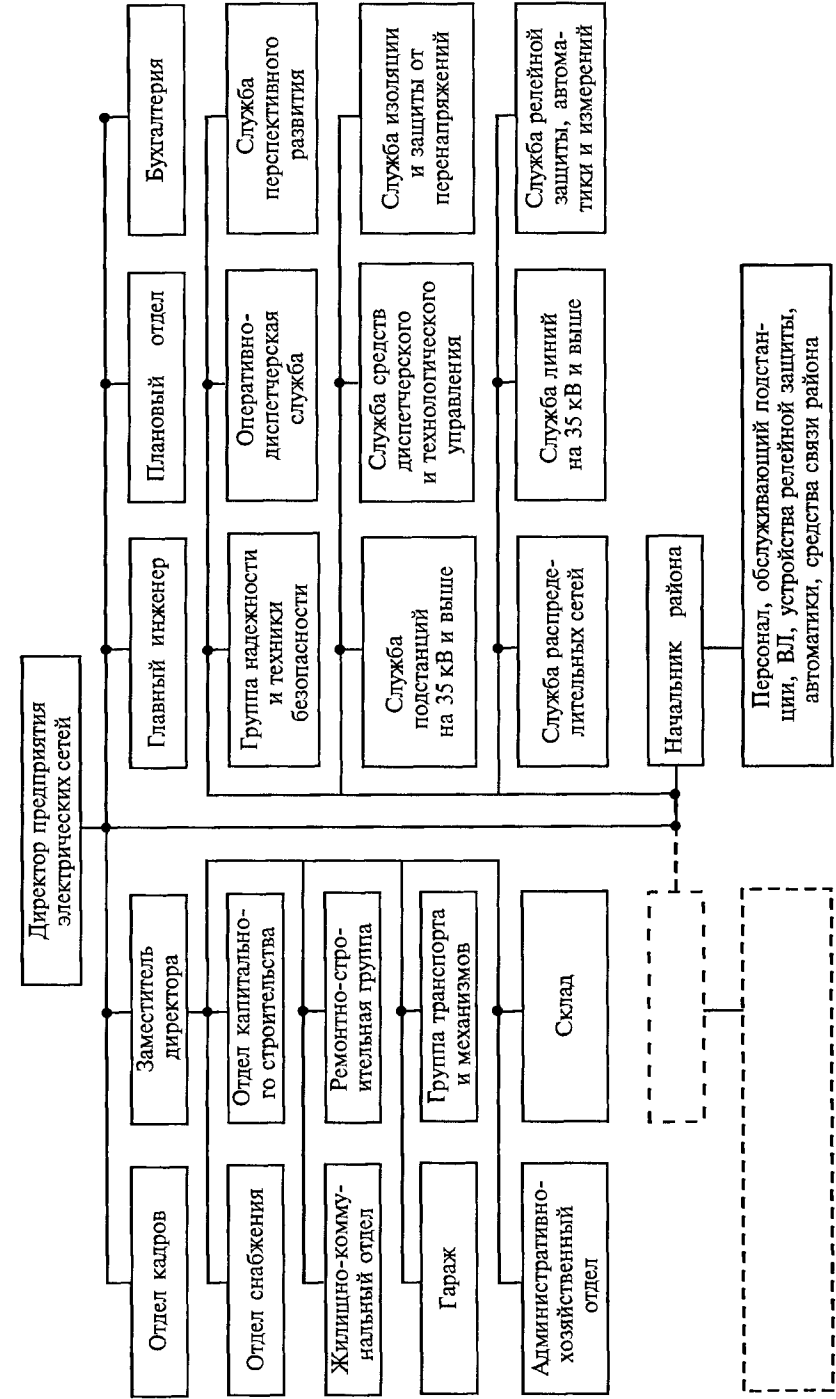 Директор предприятия
электрических сетей
Отдел кадров
Заместитель
директора
Главный инженер
Плановый отдел
Бухгалтерия
Отдел снабжения
Отдел капитально-
го строительства
Группа надежности
и техники
безопасности
Оперативно-
диспетчерская
служба
Служба
перспективного
развития
Жилищно-комму-
нальный отдел
Ремонтно-стро-
ительная группа
Служба
подстанций
на 35 кВ и выше
Служба средств
диспетчерского
и технологического
управления
Служба изоляции
и защиты от
перенапряжений
Гараж
Группа транспорта
и механизмов
Служба распреде-
лительных сетей
Служба линий
на 35 кВ и выше
Служба релейной
защиты, автома-
тики и измерений
Административно-
хозяйственный
отдел
Склад
Начальник района
Персонал, обслуживающий подстан-
ции, ВЛ, устройства релейной защиты,
автоматики, средства связи района